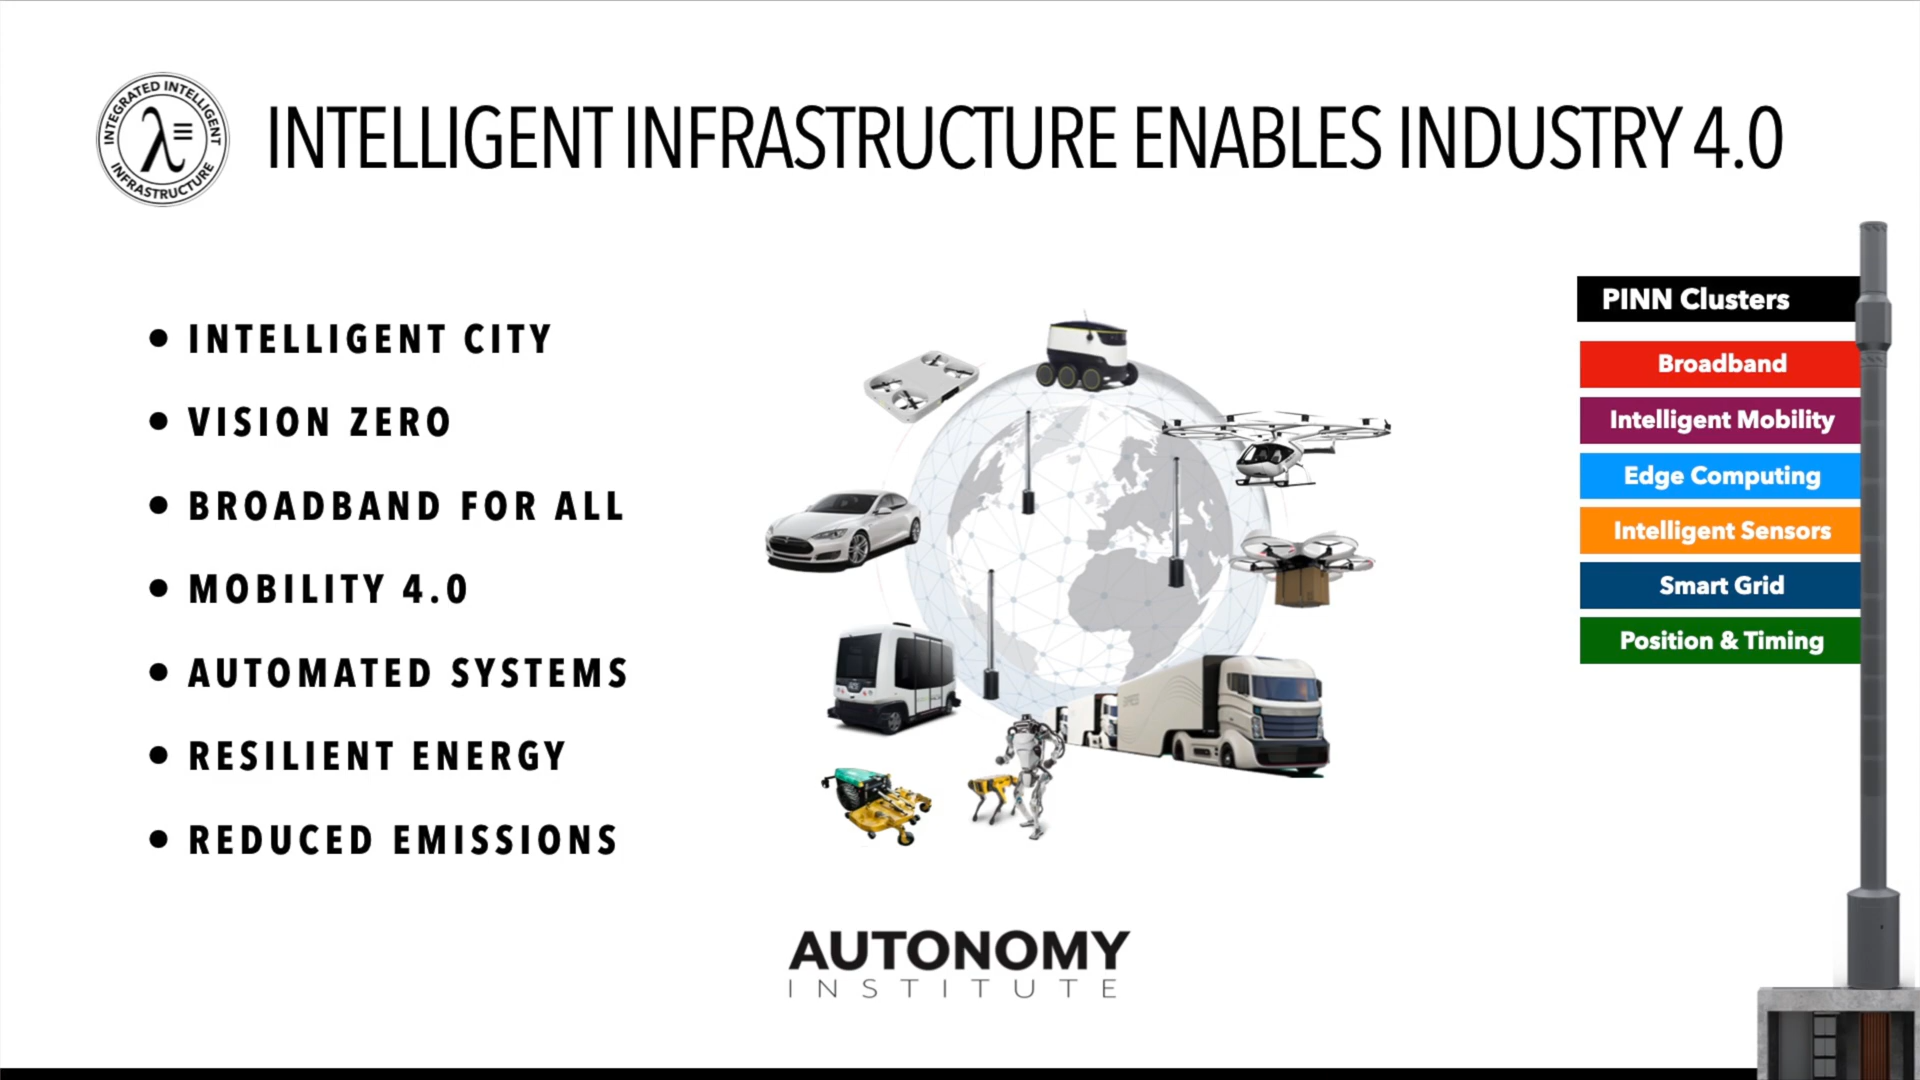 INTEGRATED INTELLIGENT
INFRASTRUCTURE
λ≡
INTELLIGENT INFRASTRUCTURE ENABLES INDUSTRY 4.0
• INTELLIGENT CITY
• VISION ZERO
• BROADBAND FOR ALL
• MOBILITY 4.0
• AUTOMATED SYSTEMS
• RESILIENT ENERGY
• REDUCED EMISSIONS
PINN Clusters
Broadband
Intelligent Mobility
Edge Computing
Intelligent Sensors
Smart Grid
Position & Timing
AUTONOMY
INSTITUTE